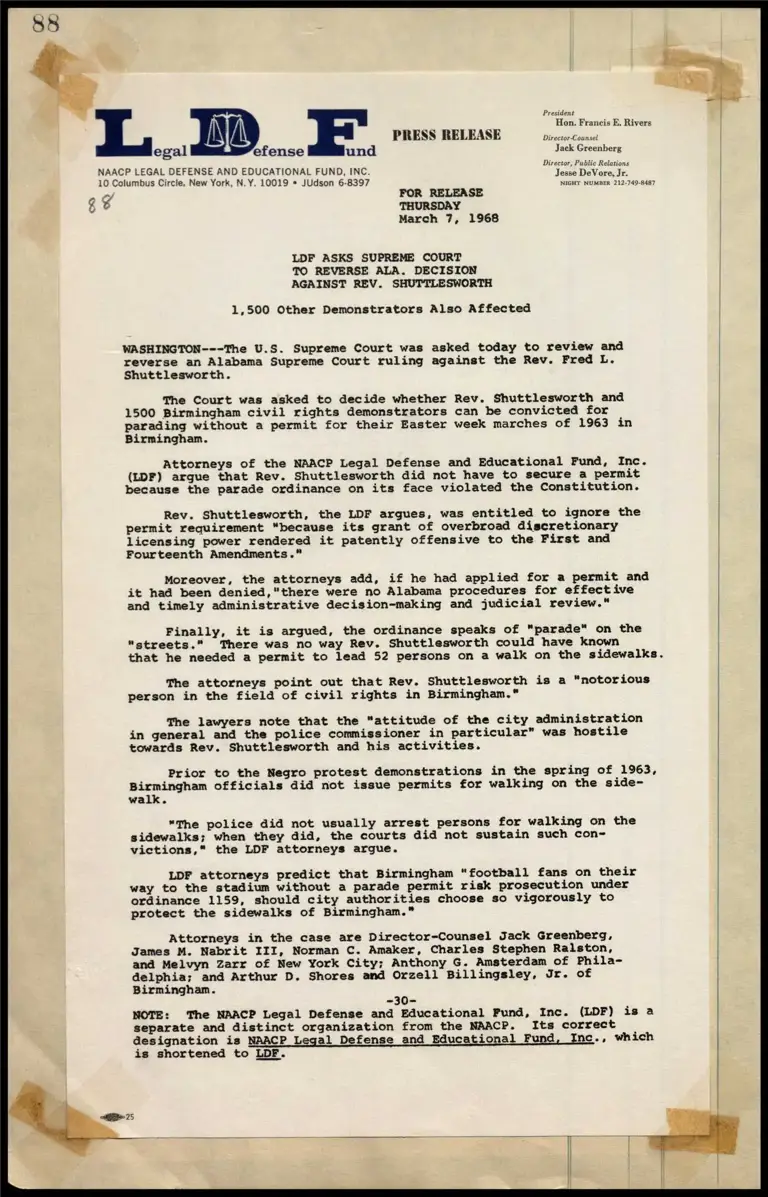 88
Legal Defense Fund
PRESS RELEASE
President
Hon. Francis E. Rivers
Director-Counsel
Jack Greenberg
Director, Public Relations
Jesse DeVore, Jr.
NIGHT NUMBER 212-749-8487
NAACP LEGAL DEFENSE AND EDUCATIONAL FUND, INC.
10 Columbus Circle, New York, N.Y. 10019 • JUdson 6-8397
88
FOR RELEASE
THURSDAY
March 7, 1968
LDF ASKS SUPREME COURT
TO REVERSE ALA. DECISION
AGAINST REV. SHUTTLESWORTH
1,500 Other Demonstrators Also Affected
WASHINGTON---The U.S. Supreme Court was asked today to review and
reverse an Alabama Supreme Court ruling against the Rev. Fred L.
Shuttlesworth.
The Court was asked to decide whether Rev. Shuttlesworth and
1500 Birmingham civil rights demonstrators can be convicted for
parading without a permit for their Easter week marches of 1963 in
Birmingham.
Attorneys of the NAACP Legal Defense and Educational Fund, Inc.
(LDF) argue that Rev. Shuttlesworth did not have to secure a permit
because the parade ordinance on its face violated the Constitution.
Rev. Shuttlesworth, the LDF argues, was entitled to ignore the
permit requirement "because its grant of overbroad discretionary
licensing power rendered it patently offensive to the First and
Fourteenth Amendments."
Moreover, the attorneys add, if he had applied for a permit and
it had been denied,"there were no Alabama procedures for effective
and timely administrative decision-making and judicial review."
Finally, it is argued, the ordinance speaks of "parade" on the
"streets." There was no way Rev. Shuttlesworth could have known
that he needed a permit to lead 52 persons on a walk on the sidewalks.
The attorneys point out that Rev. Shuttlesworth is a "notorious
person in the field of civil rights in Birmingham."
The lawyers note that the "attitude of the city administration
in general and the police commissioner in particular" was hostile
towards Rev. Shuttlesworth and his activities.
Prior to the Negro protest demonstrations in the spring of 1963,
Birmingham officials did not issue permits for walking on the side-
walk.
"The police did not usually arrest persons for walking on the
sidewalks; when they did, the courts did not sustain such con-
victions," the LDF attorneys argue.
LDF attorneys predict that Birmingham "football fans on their
way to the stadium without a parade permit risk prosecution under
ordinance 1159, should city authorities choose so vigorously to
protect the sidewalks of Birmingham."
Attorneys in the case are Director-Counsel Jack Greenberg,
James M. Nabrit III, Norman C. Amaker, Charles Stephen Ralston,
and Melvyn Zarr of New York City; Anthony G. Amsterdam of Phila-
delphia; and Arthur D. Shores and Orzell Billingsley, Jr. of
Birmingham.
-30-
NOTE: The NAACP Legal Defense and Educational Fund, Inc. (LDF) is a
separate and distinct organization from the NAACP. Its correct
designation is NAACP Legal Defense and Educational Fund, Inc., which
is shortened to LDF.
25